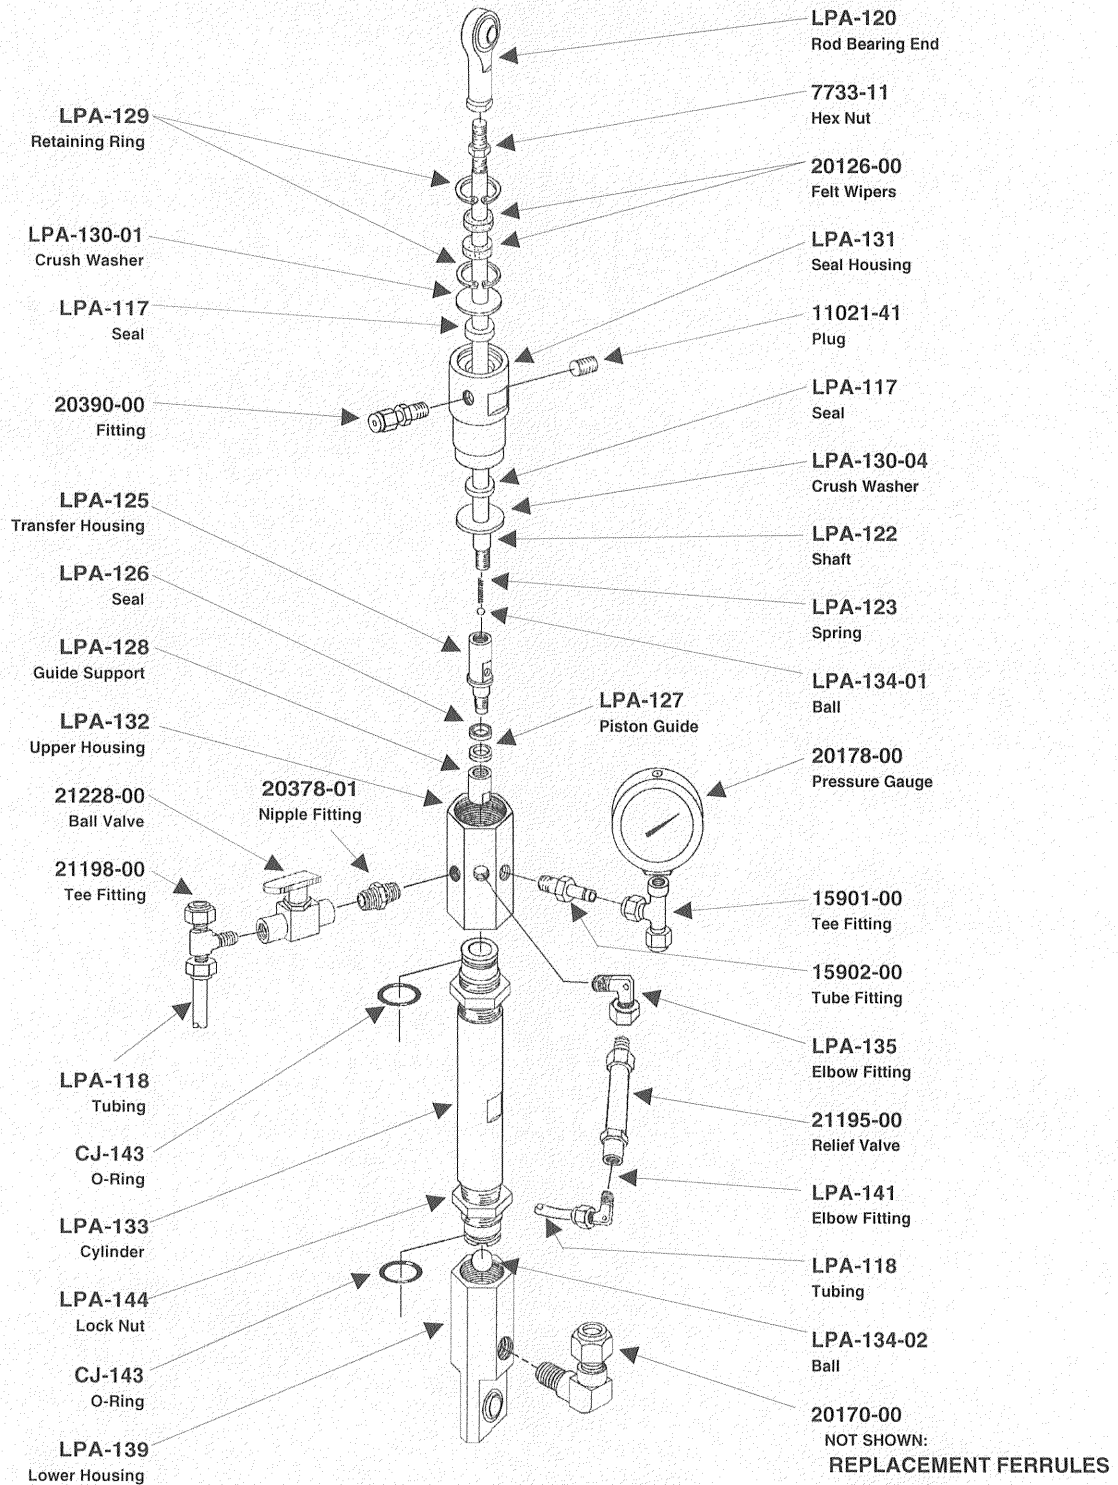 LPA-129
Retaining Ring
LPA-130-01
Crush Washer
LPA-117
Seal
20390-00
Fitting
LPA-125
Transfer Housing
LPA-126
Seal
LPA-128
Guide Support
LPA-132
Upper Housing
21228-00
Ball Valve
21198-00
Tee Fitting
LPA-118
Tubing
CJ-143
O-Ring
LPA-133
Cylinder
LPA-144
Lock Nut
CJ-143
O-Ring
LPA-139
Lower Housing
20378-01
Nipple Fitting
LPA-127
Piston Guide
LPA-120
Rod Bearing End
7733-11
Hex Nut
20126-00
Felt Wipers
LPA-131
Seal Housing
11021-41
Plug
LPA-117
Seal
LPA-130-04
Crush Washer
LPA-122
Shaft
LPA-123
Spring
LPA-134-01
Ball
20178-00
Pressure Gauge
15901-00
Tee Fitting
15902-00
Tube Fitting
LPA-135
Elbow Fitting
21195-00
Relief Valve
LPA-141
Elbow Fitting
LPA-118
Tubing
LPA-134-02
Ball
20170-00
NOT SHOWN:
REPLACEMENT FERRULES